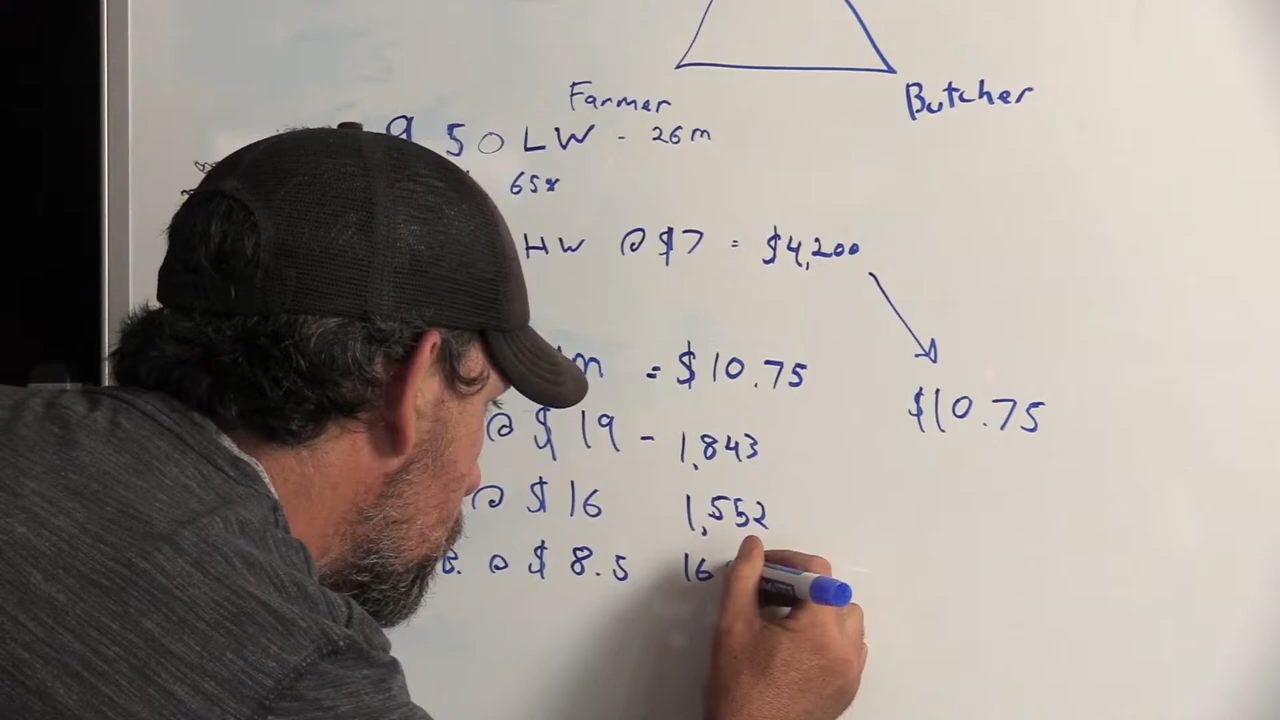 Farmer
Butcher
950 LW - 26m
65%
HW @ $7 = $4,200
= $10.75
$10.75
@ $19 - 1,843
@ $16 1,552
@ $8.5 16